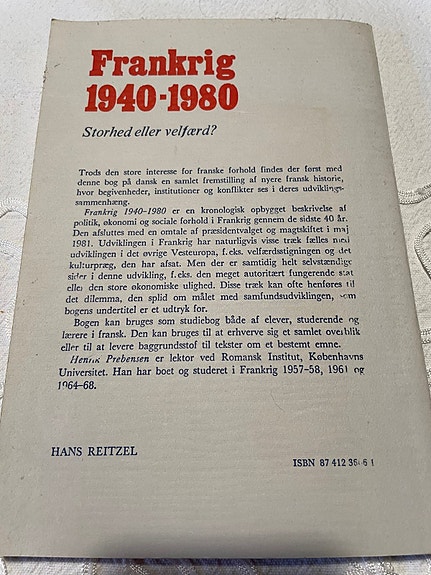 Frankrig
1940-1980
Storhed eller velfærd?
Trods den store interesse for franske forhold findes der først med
denne bog på dansk en samlet fremstilling af nyere fransk historie,
hvor begivenheder, institutioner og konflikter ses i deres udviklings-
sammenhæng.
Frankrig 1940-1980 er en kronologisk opbygget beskrivelse af
politik, økonomi og sociale forhold i Frankrig gennem de sidste 40 år.
Den afsluttes med en omtale af præsidentvalget og magtskiftet i maj
1981. Udviklingen i Frankrig har naturligvis visse træk fælles med
udviklingen i det øvrige Vesteuropa, f.eks. velfærdsstigningen og det
kulturpræg, den har afsat. Men der er samtidig helt selvstændige
sider i denne udvikling, f.eks. den meget autoritært fungerende stat
eller den store økonomiske ulighed. Disse træk kan ofte henføres til
det dilemma, den splid om målet med samfundsudviklingen, som
bogens undertitel er et udtryk for.
Bogen kan bruges som studiebog både af elever, studerende og
lærere i fransk. Den kan bruges til at erhverve sig et samlet overblik
eller til at levere baggrundsstof til tekster om et bestemt emne.
Henrik Prebensen er lektor ved Romansk Institut, Københavns
Universitet. Han har boet og studeret i Frankrig 1957-58, 1961 og
1964-68.
HANS REITZEL
ISBN 87 412